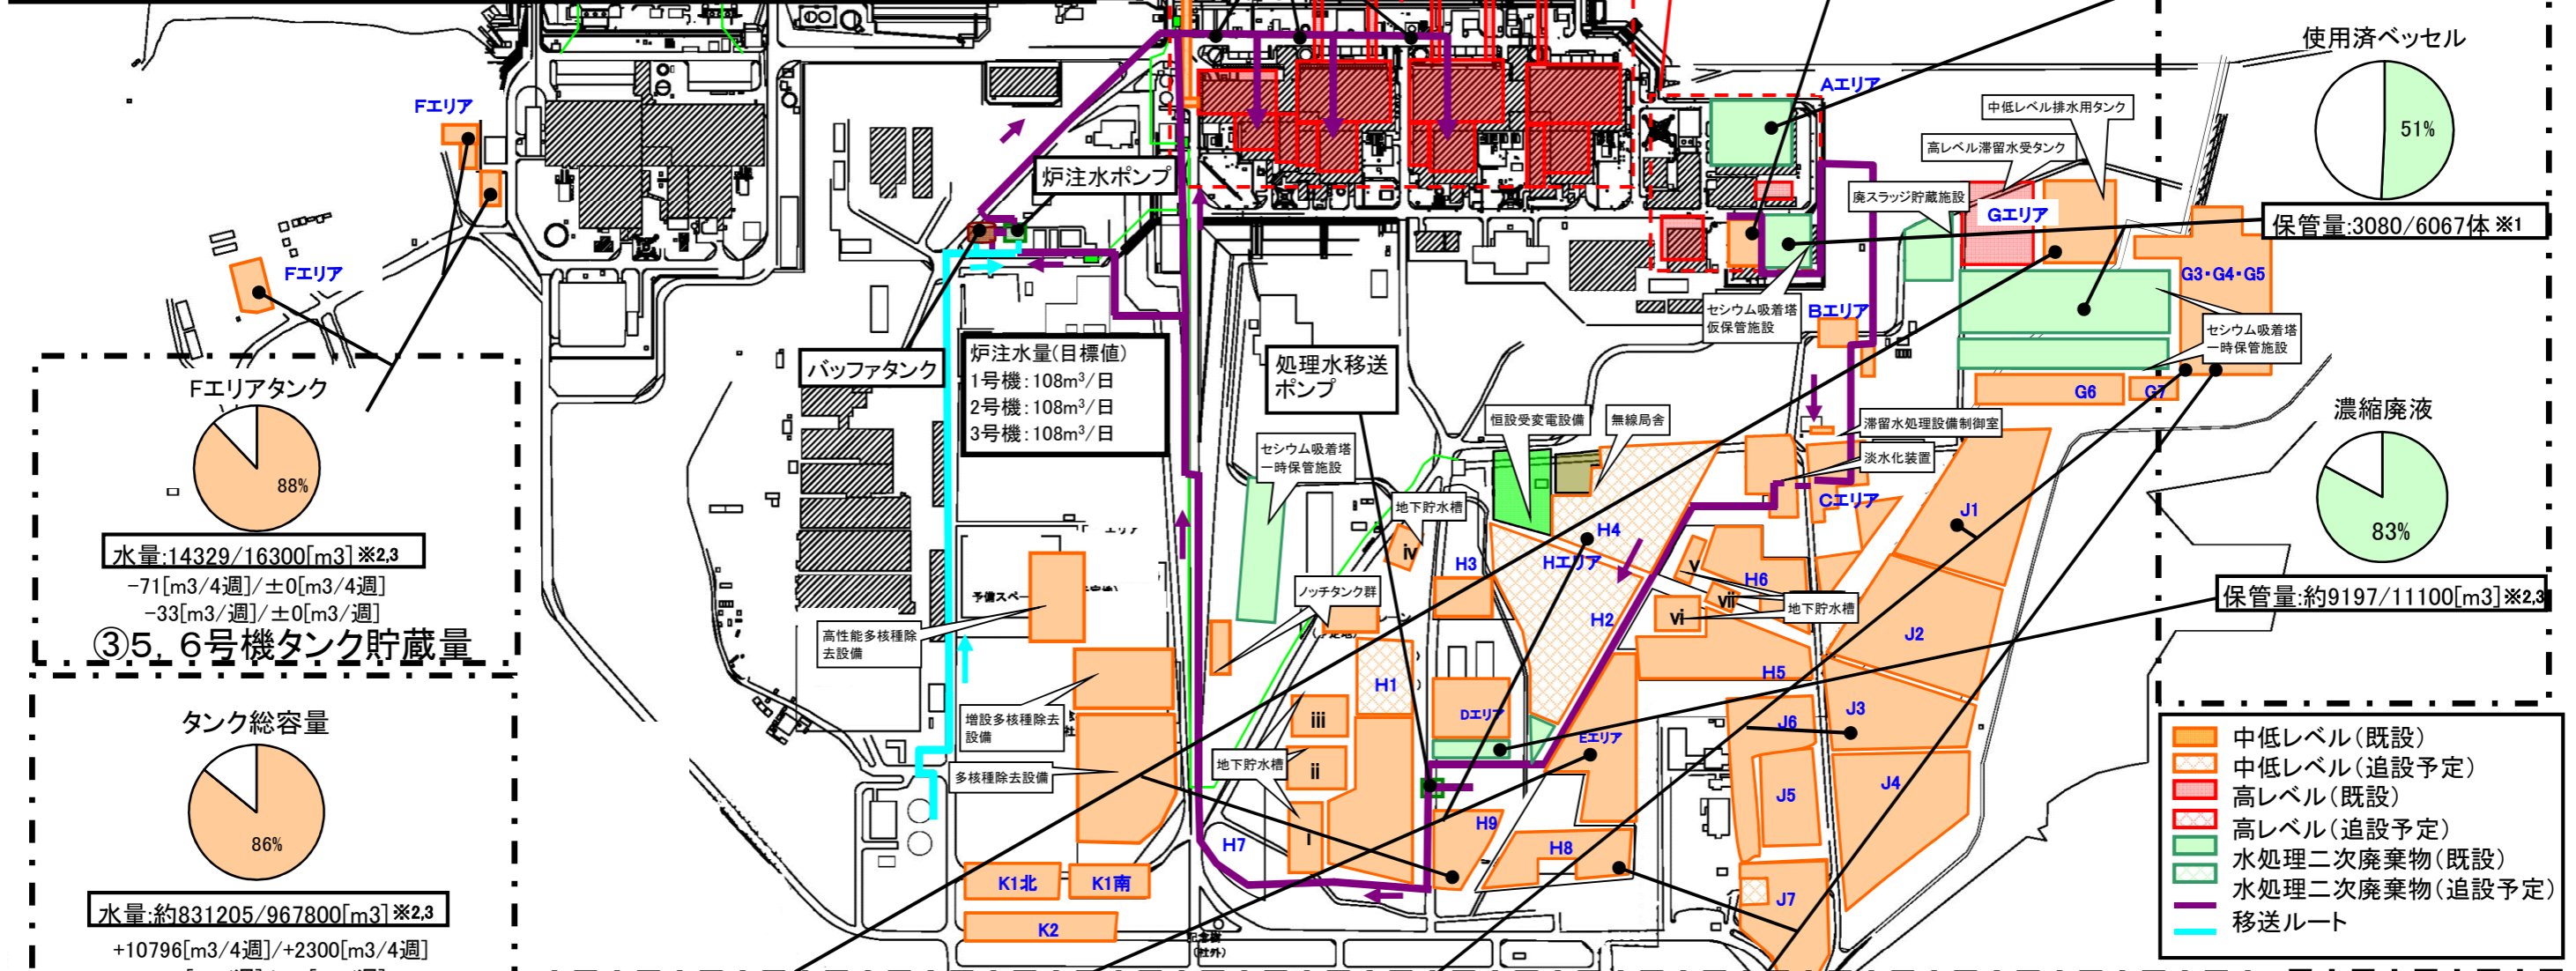 使用済ベッセル
51%
保管量:3080/6067体 ※1
Aエリア
中低レベル排水用タンク
高レベル滞留水受タンク
廃スラッジ貯蔵施設
Gエリア
G3・G4・G5
Fエリア
Fエリア
炉注水ポンプ
セシウム吸着塔
仮保管施設
Bエリア
セシウム吸着塔
一時保管施設
G6
G7
バッファタンク
炉注水量(目標値)
1号機:108m³/日
2号機:108m³/日
3号機:108m³/日
処理水移送
ポンプ
Fエリアタンク
88%
水量:14329/16300[m3]※2,3
-71[m3/4週]/±0[m3/4週]
-33[m3/週]/±0[m3/週]
③5, 6号機タンク貯蔵量
恒設受変電設備
無線局舎
滞留水処理設備制御室
淡水化装置
Cエリア
濃縮廃液
83%
保管量:約9197/11100[m3]※2,3
セシウム吸着塔
一時保管施設
地下貯水槽
iv
H3
H4
Hエリア
H2
v
H6
vii
vi
地下貯水槽
J1
J2
H5
ノッチタンク群
予備スペー
高性能多核種除
去設備
増設多核種除去
設備
多核種除去設備
H1
iii
ii
i
地下貯水槽
Dエリア
Eエリア
J6
J3
J5
J4
H7
H9
H8
J7
K1北
K1南
K2
記念樹
(社外)
タンク総容量
86%
水量:約831205/967800[m3]※2,3
+10796[m3/4週]/+2300[m3/4週]
中低レベル(既設)
中低レベル(追設予定)
高レベル(既設)
高レベル(追設予定)
水処理二次廃棄物(既設)
水処理二次廃棄物(追設予定)
移送ルート